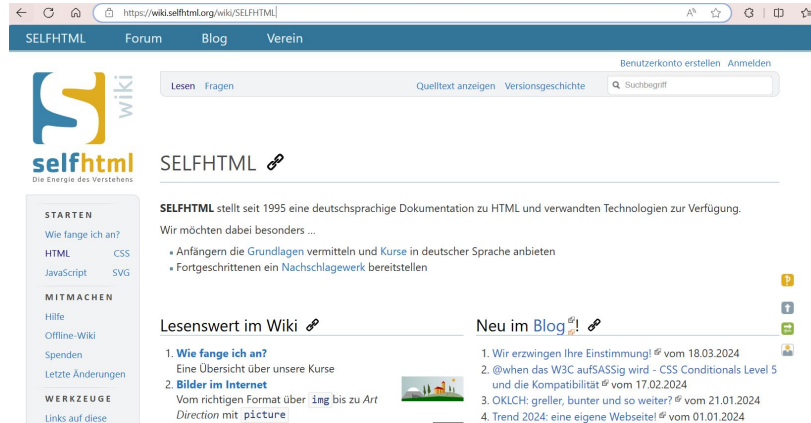 https://wiki.selfhtml.org/wiki/SELFHTML
SELFHTML Forum Blog Verein
Benutzerkonto erstellen Anmelden
Lesen Fragen Quelltext anzeigen Versionsgeschichte Suchbegriff
wiki
selfhtml
Die Energie des Verstehens
SELFHTML
SELFHTML stellt seit 1995 eine deutschsprachige Dokumentation zu HTML und verwandten Technologien zur Verfügung.
Wir möchten dabei besonders ...
Anfängern die Grundlagen vermitteln und Kurse in deutscher Sprache anbieten
Fortgeschrittenen ein Nachschlagewerk bereitstellen
STARTEN
Wie fange ich an?
HTML CSS
JavaScript SVG
MITMACHEN
Hilfe
Offline-Wiki
Spenden
Letzte Änderungen
WERKZEUGE
Links auf diese
Lesenswert im Wiki
1. Wie fange ich an?
Eine Übersicht über unsere Kurse
2. Bilder im Internet
Vom richtigen Format über img bis zu Art
Direction mit picture
Neu im Blog!
1. Wir erzwingen Ihre Einstimmung! vom 18.03.2024
2. @when das W3C aufSASSig wird - CSS Conditionals Level 5
und die Kompatibilität vom 17.02.2024
3. OKLCH: greller, bunter und so weiter? vom 21.01.2024
4. Trend 2024: eine eigene Webseite! vom 01.01.2024